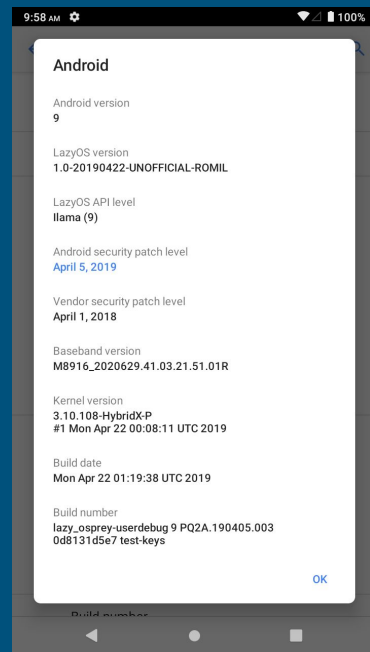 9:58 AM
100%
Android
Android version
9
LazyOS version
1.0-20190422-UNOFFICIAL-ROMIL
LazyOS API level
Ilama (9)
Android security patch level
April 5, 2019
Vendor security patch level
April 1, 2018
Baseband version
M8916_2020629.41.03.21.51.01R
Kernel version
3.10.108-HybridX-P
#1 Mon Apr 22 00:08:11 UTC 2019
Build date
Mon Apr 22 01:19:38 UTC 2019
Build number
lazy_osprey-userdebug 9 PQ2A.190405.003
0d8131d5e7 test-keys
OK
Build number